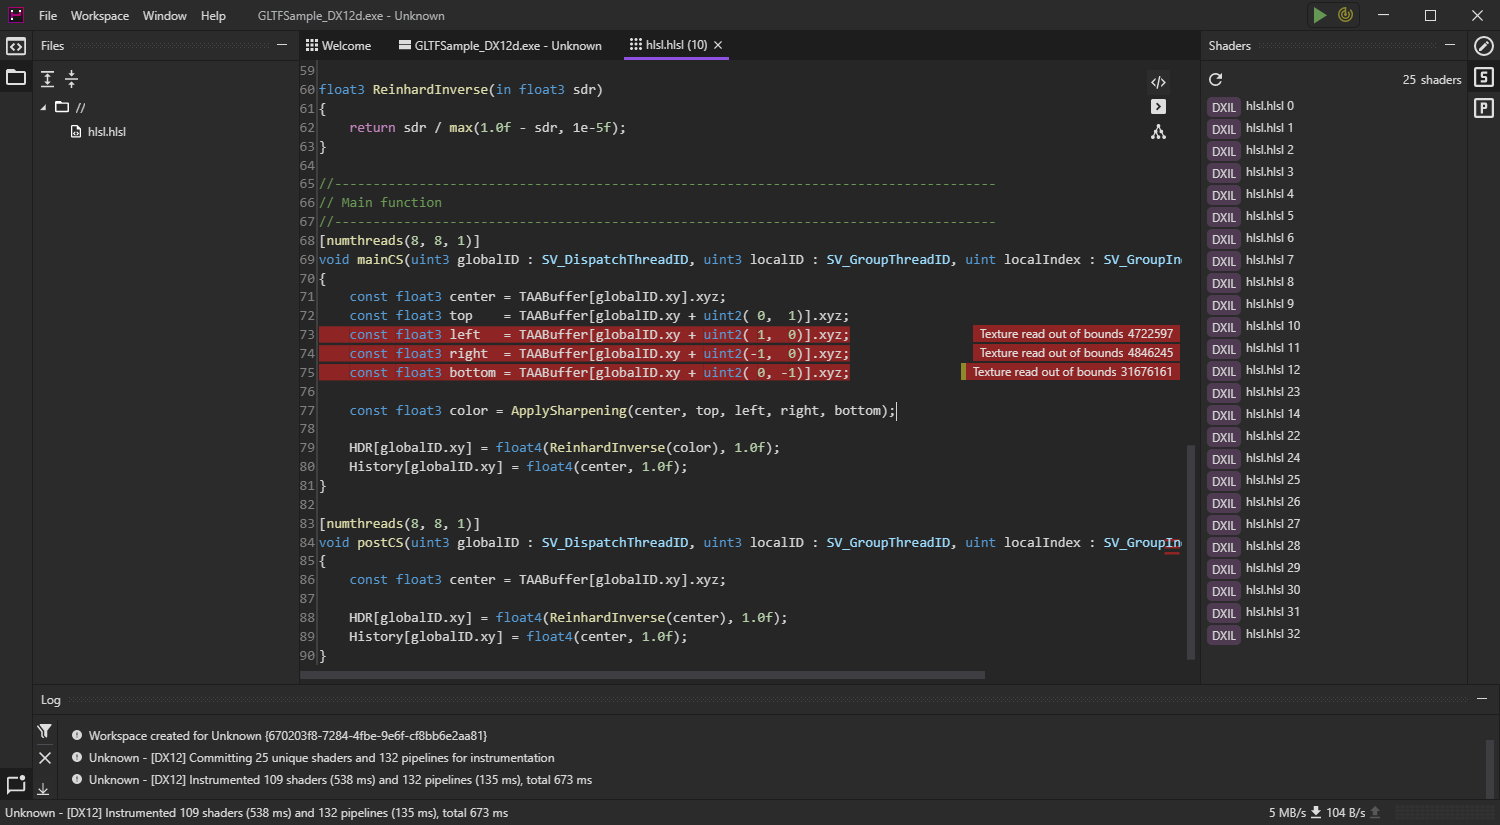 File Workspace Window Help GLTFSample_DX12d.exe - Unknown
Files
Welcome GLTFSample_DX12d.exe - Unknown hlsl.hlsl (10)
Shaders
//
hlsl.hlsl
59
60 float3 ReinhardInverse(in float3 sdr)
61 {
62 return sdr / max(1.0f - sdr, 1e-5f);
63 }
64
65 //--------------------------------------------------------------------------------------
66 // Main function
67 //--------------------------------------------------------------------------------------
68 [numthreads(8, 8, 1)]
69 void mainCS(uint3 globalID : SV_DispatchThreadID, uint3 localID : SV_GroupThreadID, uint localIndex : SV_GroupIn
70 {
71 const float3 center = TAABuffer[globalID.xy].xyz;
72 const float3 top    = TAABuffer[globalID.xy + uint2( 0,  1)].xyz;
73 const float3 left   = TAABuffer[globalID.xy + uint2( 1,  0)].xyz; Texture read out of bounds 4722597
74 const float3 right  = TAABuffer[globalID.xy + uint2(-1,  0)].xyz; Texture read out of bounds 4846245
75 const float3 bottom = TAABuffer[globalID.xy + uint2( 0, -1)].xyz; Texture read out of bounds 31676161
76
77 const float3 color = ApplySharpening(center, top, left, right, bottom);
78
79 HDR[globalID.xy] = float4(ReinhardInverse(color), 1.0f);
80 History[globalID.xy] = float4(center, 1.0f);
81 }
82
83 [numthreads(8, 8, 1)]
84 void postCS(uint3 globalID : SV_DispatchThreadID, uint3 localID : SV_GroupThreadID, uint localIndex : SV_GroupIn
85 {
86 const float3 center = TAABuffer[globalID.xy].xyz;
87
88 HDR[globalID.xy] = float4(ReinhardInverse(center), 1.0f);
89 History[globalID.xy] = float4(center, 1.0f);
90 }
25 shaders
DXIL hlsl.hlsl 0
DXIL hlsl.hlsl 1
DXIL hlsl.hlsl 2
DXIL hlsl.hlsl 3
DXIL hlsl.hlsl 4
DXIL hlsl.hlsl 5
DXIL hlsl.hlsl 6
DXIL hlsl.hlsl 7
DXIL hlsl.hlsl 8
DXIL hlsl.hlsl 9
DXIL hlsl.hlsl 10
DXIL hlsl.hlsl 11
DXIL hlsl.hlsl 12
DXIL hlsl.hlsl 23
DXIL hlsl.hlsl 14
DXIL hlsl.hlsl 22
DXIL hlsl.hlsl 24
DXIL hlsl.hlsl 25
DXIL hlsl.hlsl 26
DXIL hlsl.hlsl 27
DXIL hlsl.hlsl 28
DXIL hlsl.hlsl 29
DXIL hlsl.hlsl 30
DXIL hlsl.hlsl 31
DXIL hlsl.hlsl 32
S
P
Log
Workspace created for Unknown {670203f8-7284-4fbe-9e6f-cf8bb6e2aa81}
Unknown - [DX12] Committing 25 unique shaders and 132 pipelines for instrumentation
Unknown - [DX12] Instrumented 109 shaders (538 ms) and 132 pipelines (135 ms), total 673 ms
Unknown - [DX12] Instrumented 109 shaders (538 ms) and 132 pipelines (135 ms), total 673 ms
5 MB/s 104 B/s